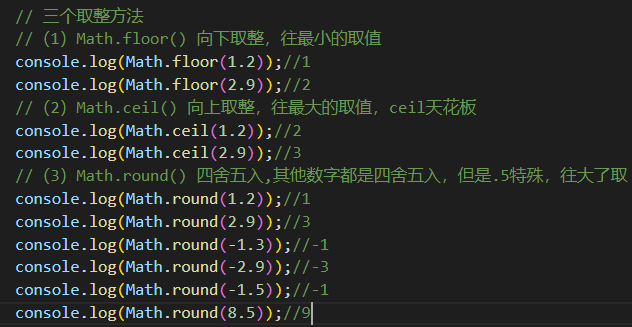 // 三个取整方法
// (1) Math.floor() 向下取整，往最小的取值
console.log(Math.floor(1.2));//1
console.log(Math.floor(2.9));//2
// (2) Math.ceil() 向上取整，往最大的取值，ceil天花板
console.log(Math.ceil(1.2));//2
console.log(Math.ceil(2.9));//3
// (3) Math.round() 四舍五入,其他数字都是四舍五入，但是.5特殊，往大了取
console.log(Math.round(1.2));//1
console.log(Math.round(2.9));//3
console.log(Math.round(-1.3));//-1
console.log(Math.round(-2.9));//-3
console.log(Math.round(-1.5));//-1
console.log(Math.round(8.5));//9